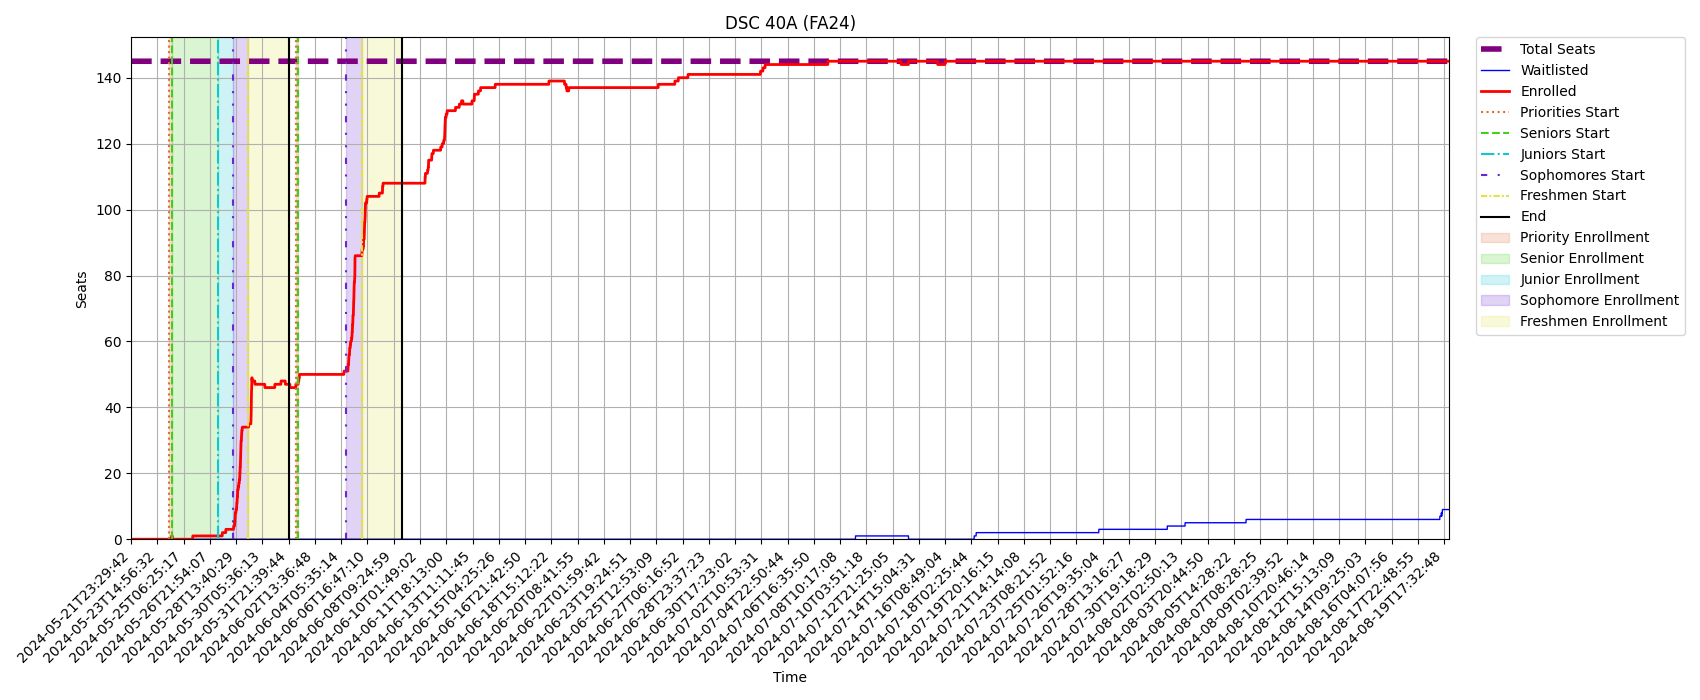 DSC 40A (FA24)
Seats
140
120
100
80
60
40
20
0
2024-05-21T23:29:42
2024-05-23T14:56:32
2024-05-25T06:25:17
2024-05-26T21:54:07
2024-05-28T13:40:29
2024-05-30T05:36:13
2024-05-31T21:39:44
2024-06-02T13:36:48
2024-06-04T05:35:14
2024-06-06T16:47:10
2024-06-08T09:24:59
2024-06-10T01:49:02
2024-06-11T18:13:00
2024-06-13T11:11:45
2024-06-15T04:25:26
2024-06-16T21:42:50
2024-06-18T15:12:22
2024-06-20T08:41:55
2024-06-22T01:59:42
2024-06-23T19:24:51
2024-06-25T12:53:09
2024-06-27T06:16:52
2024-06-28T23:37:23
2024-06-30T17:23:02
2024-07-02T10:53:31
2024-07-04T22:50:44
2024-07-06T16:35:50
2024-07-08T10:17:08
2024-07-10T03:51:18
2024-07-12T21:25:05
2024-07-14T15:04:31
2024-07-16T08:49:04
2024-07-18T02:25:44
2024-07-19T20:16:15
2024-07-21T14:14:08
2024-07-23T08:21:52
2024-07-25T01:52:16
2024-07-26T19:35:04
2024-07-28T13:16:27
2024-07-30T19:18:29
2024-08-02T02:50:13
2024-08-03T20:44:50
2024-08-05T14:28:22
2024-08-07T08:28:25
2024-08-09T02:39:52
2024-08-10T20:46:14
2024-08-12T15:13:09
2024-08-14T09:25:03
2024-08-16T04:07:56
2024-08-17T22:48:55
2024-08-19T17:32:48
Time
Total Seats
Waitlisted
Enrolled
Priorities Start
Seniors Start
Juniors Start
Sophomores Start
Freshmen Start
End
Priority Enrollment
Senior Enrollment
Junior Enrollment
Sophomore Enrollment
Freshmen Enrollment